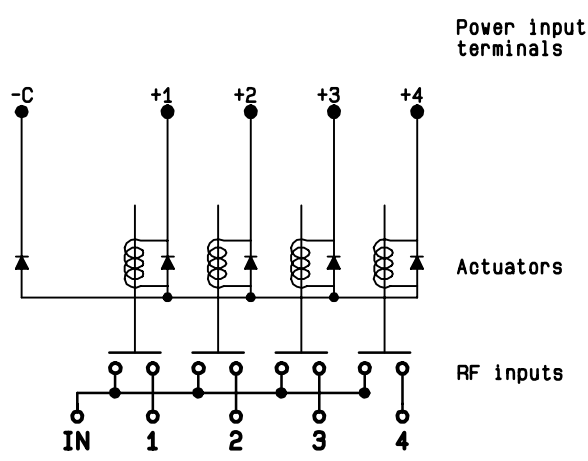 Power input
terminals
-C +1 +2 +3 +4
Actuators
RF inputs
IN 1 2 3 4